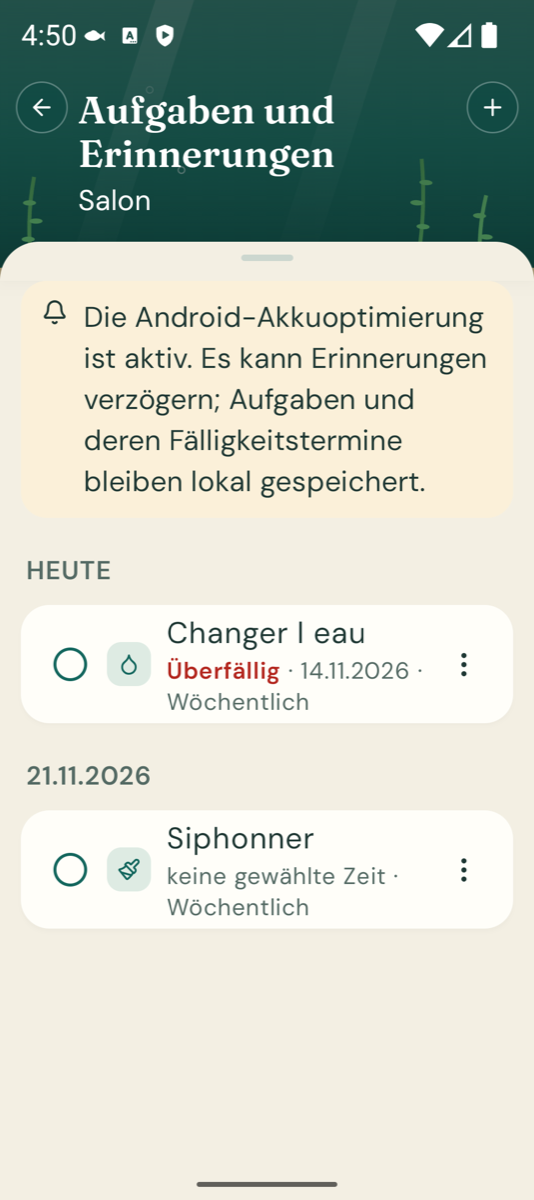 4:50
Aufgaben und
Erinnerungen
Salon
Die Android-Akkuoptimierung
ist aktiv. Es kann Erinnerungen
verzögern; Aufgaben und
deren Fälligkeitstermine
bleiben lokal gespeichert.
HEUTE
Changer l eau
Überfällig · 14.11.2026 ·
Wöchentlich
21.11.2026
Siphonner
keine gewählte Zeit ·
Wöchentlich